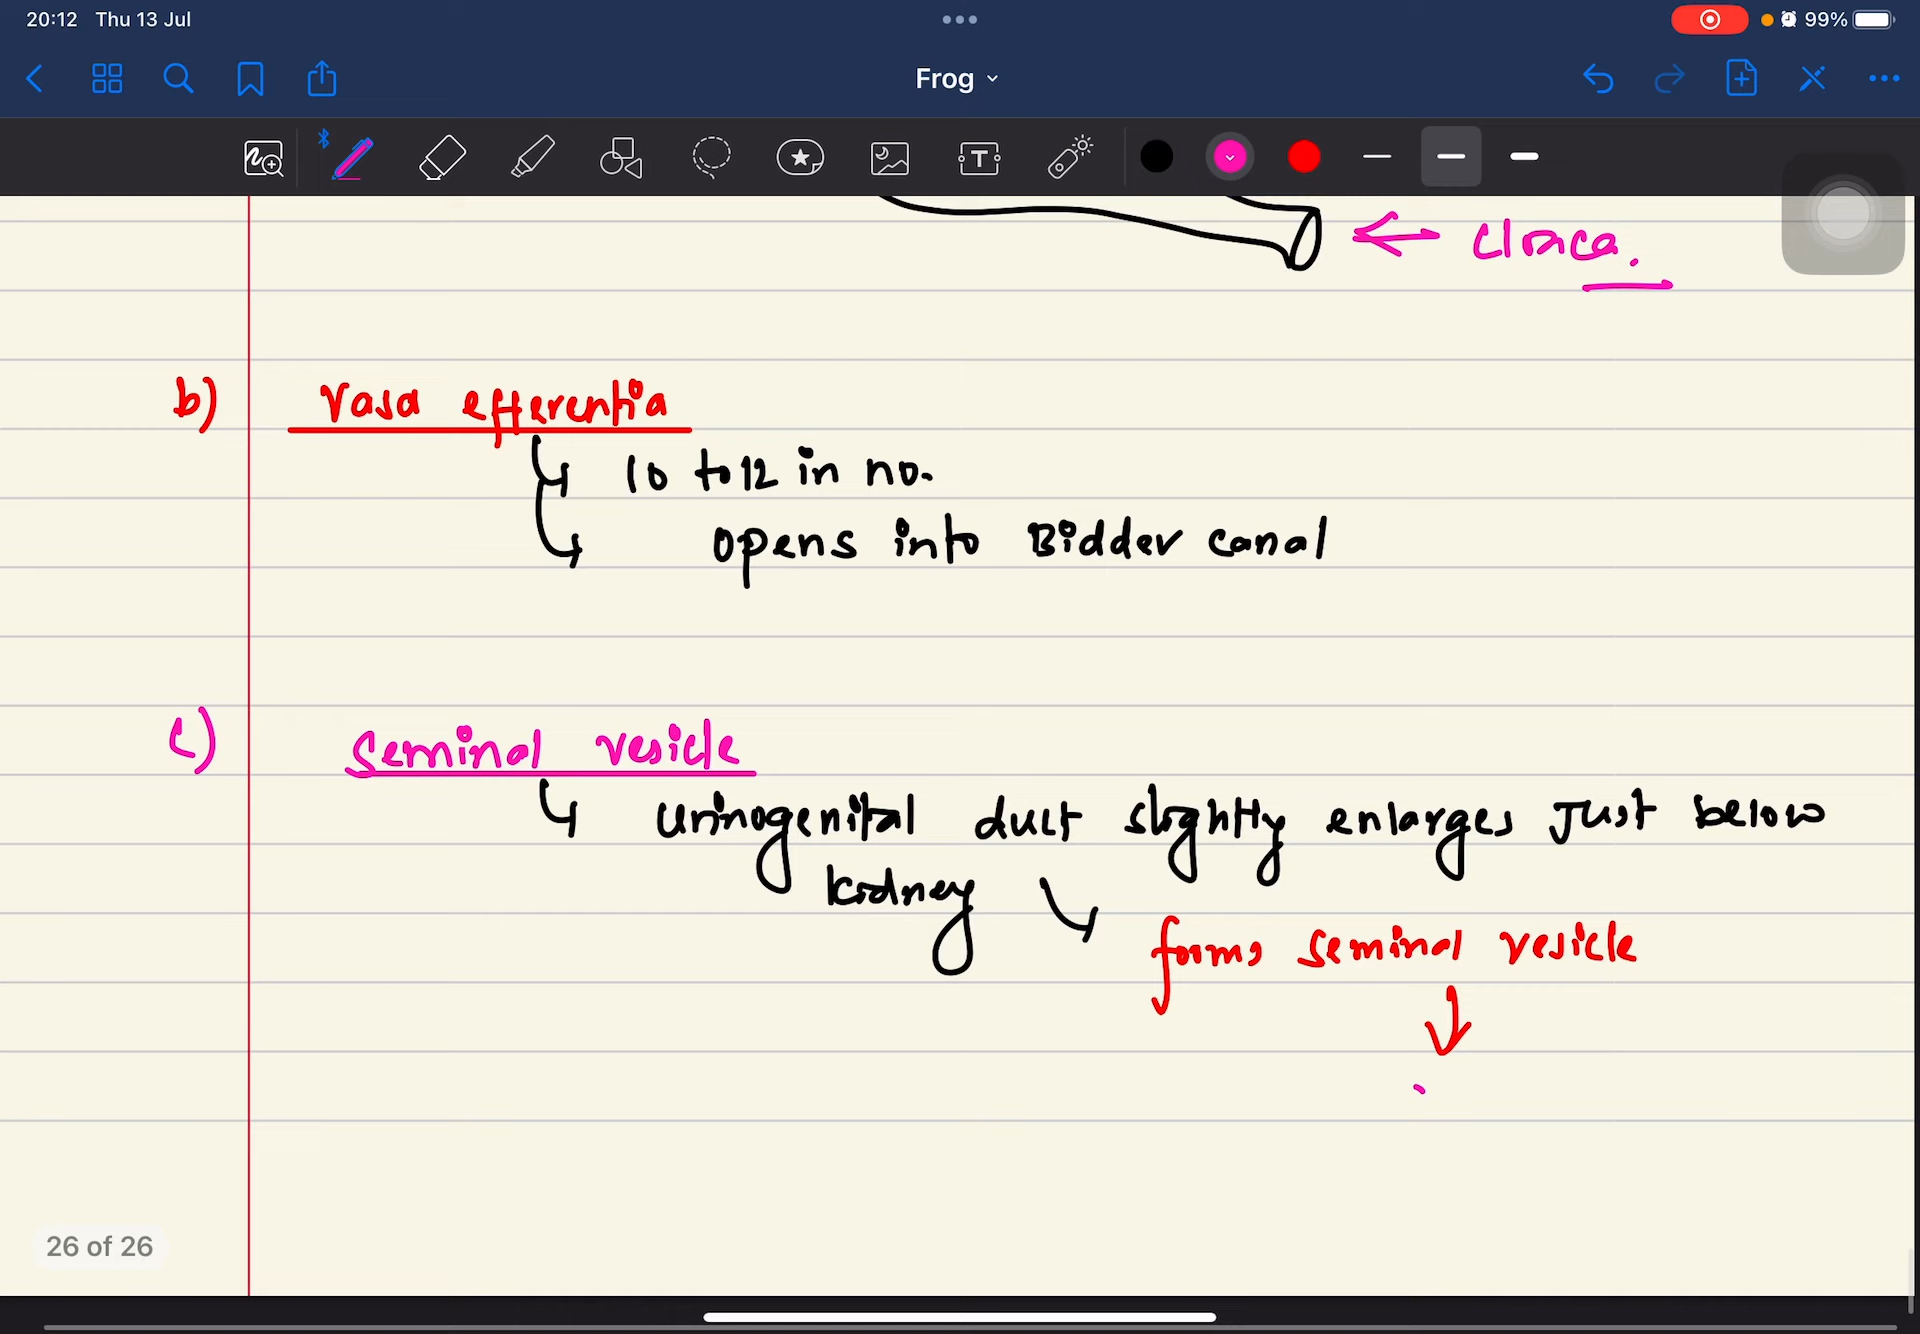 20:12 Thu 13 Jul
99%
Frog
T
cloaca.
b) Vasa efferentia
10 to 12 in no.
opens into Bidder canal
c) Seminal vesicle
urinogenital duct slightly enlarges Just below
kidney
forms seminal vesicle
26 of 26